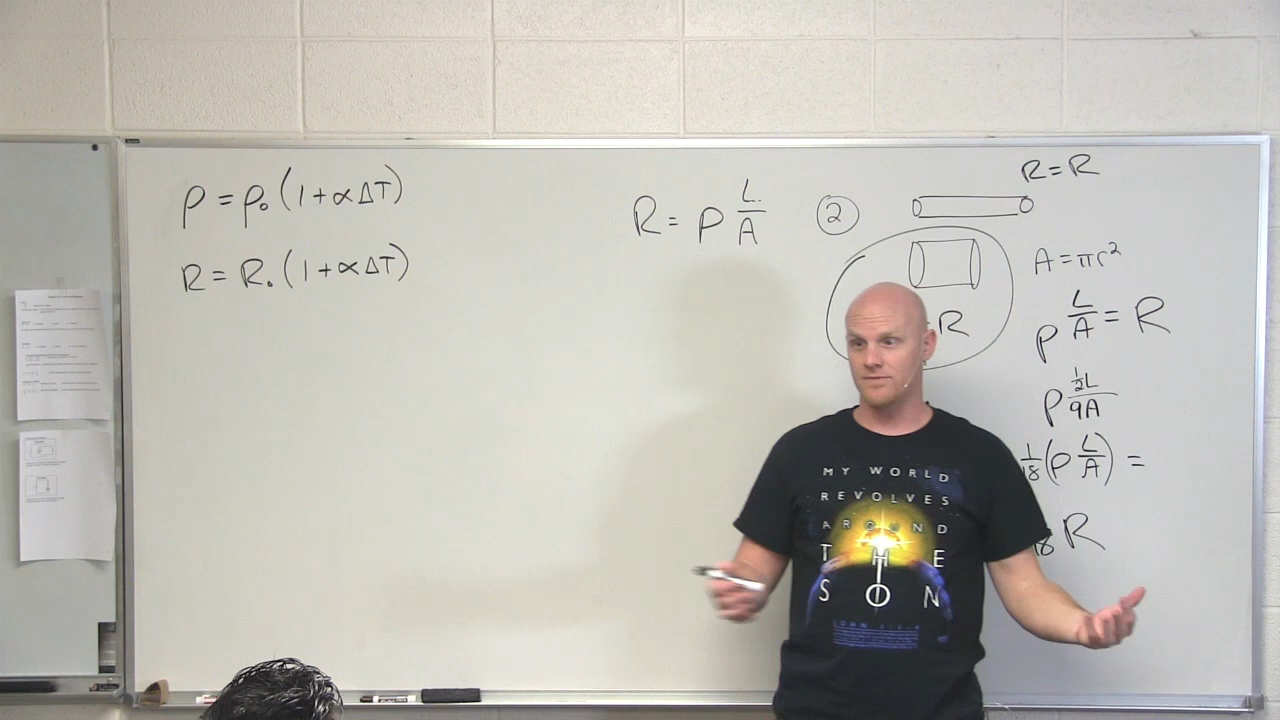 ρ = ρ₀ (1 + α ΔT)
R = R₀ (1 + α ΔT)
R = ρ L/A
②
R = R
A = πr²
R
ρ L/A = R
ρ ½L/9A
1/18 (ρ L/A) =
18 R
MY WORLD
REVOLVES
AROUND
THE
SON